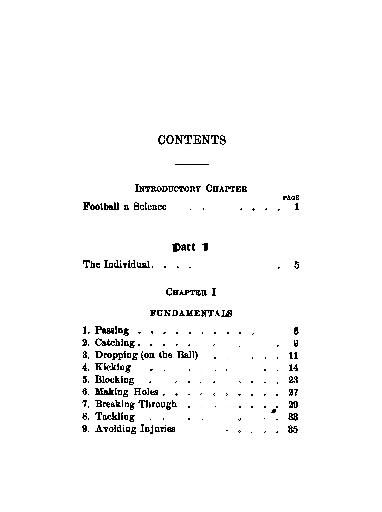 CONTENTS
INTRODUCTORY CHAPTER
PAGE
Football a Science . . . . . . 1
Part I
The Individual. . . . . 5
CHAPTER I
FUNDAMENTALS
1. Passing . . . . . . . . . . 6
2. Catching . . . . . . . . 9
3. Dropping (on the Ball) . . . . 11
4. Kicking . . . . . . 14
5. Blocking . . . . . . . . . 23
6. Making Holes . . . . . . . . . 27
7. Breaking Through . . . . . . 29
8. Tackling . . . . . . . 33
9. Avoiding Injuries . . . . . 35